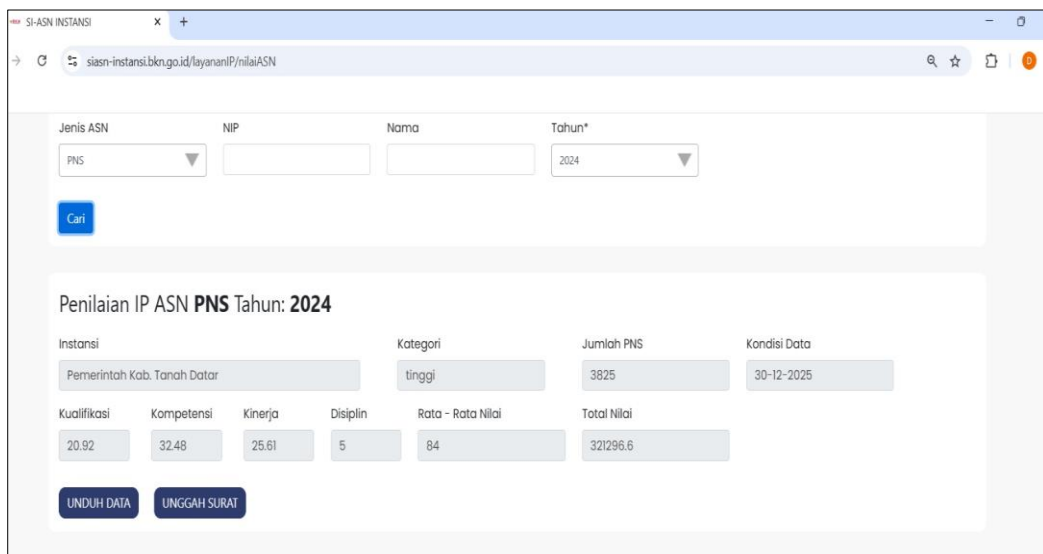 SI-ASN INSTANSI
siasn-instansi.bkn.go.id/layananIP/nilaiASN
D
Jenis ASN NIP Nama Tahun*
PNS 2024
Cari
Penilaian IP ASN PNS Tahun: 2024
Instansi Kategori Jumlah PNS Kondisi Data
Pemerintah Kab. Tanah Datar tinggi 3825 30-12-2025
Kualifikasi Kompetensi Kinerja Disiplin Rata - Rata Nilai Total Nilai
20.92 32.48 25.61 5 84 321296.6
UNDUH DATA UNGGAH SURAT